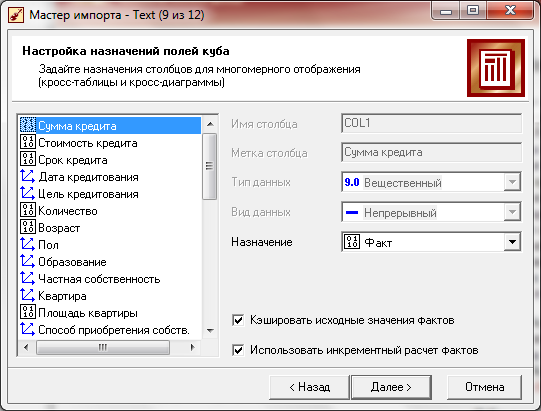 Мастер импорта - Text (9 из 12)
Настройка назначений полей куба
Задайте назначения столбцов для многомерного отображения
(кросс-таблицы и кросс-диаграммы)
Сумма кредита
Стоимость кредита
Срок кредита
Дата кредитования
Цель кредитования
Количество
Возраст
Пол
Образование
Частная собственность
Квартира
Площадь квартиры
Способ приобретения собств.
Имя столбца COL1
Метка столбца Сумма кредита
Тип данных 9.0 Вещественный
Вид данных Непрерывный
Назначение Факт
Кэшировать исходные значения фактов
Использовать инкрементный расчет фактов
< Назад Далее > Отмена